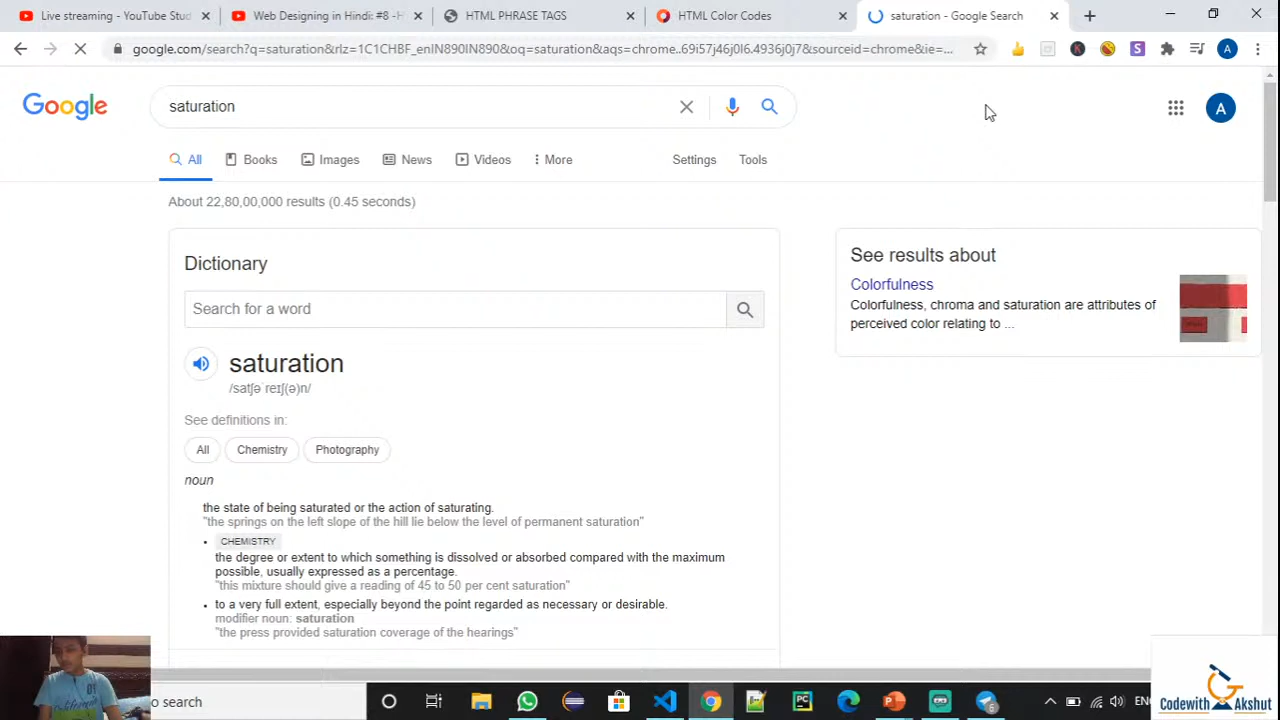 Live streaming - YouTube Stud
Web Designing in Hindi: #8 - H
HTML PHRASE TAGS
HTML Color Codes
saturation - Google Search
google.com/search?q=saturation&rlz=1C1CHBF_enIN890IN890&oq=saturation&aqs=chrome..69i57j46j0l6.4936j0j7&sourceid=chrome&ie=...
A
Google
saturation
A
All
Books
Images
News
Videos
More
Settings
Tools
About 22,80,00,000 results (0.45 seconds)
Dictionary
Search for a word
saturation
/satʃəˈreɪʃ(ə)n/
See definitions in:
All
Chemistry
Photography
noun
the state of being saturated or the action of saturating.
"the springs on the left slope of the hill lie below the level of permanent saturation"
CHEMISTRY
the degree or extent to which something is dissolved or absorbed compared with the maximum
possible, usually expressed as a percentage.
"this mixture should give a reading of 45 to 50 per cent saturation"
to a very full extent, especially beyond the point regarded as necessary or desirable.
modifier noun: saturation
"the press provided saturation coverage of the hearings"
See results about
Colorfulness
Colorfulness, chroma and saturation are attributes of
perceived color relating to ...
o search
PC
ENG
Codewith Akshut